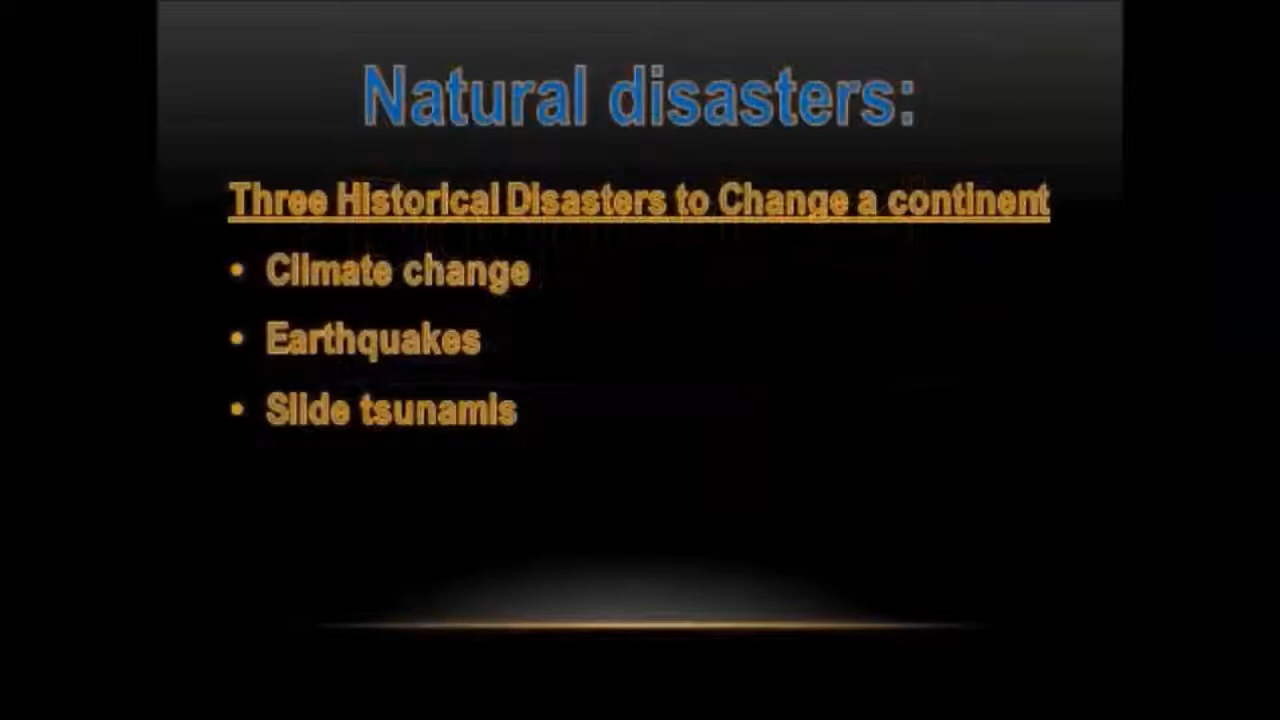 Natural disasters:
Three Historical Disasters to Change a continent
• Climate change
• Earthquakes
• Slide tsunamis